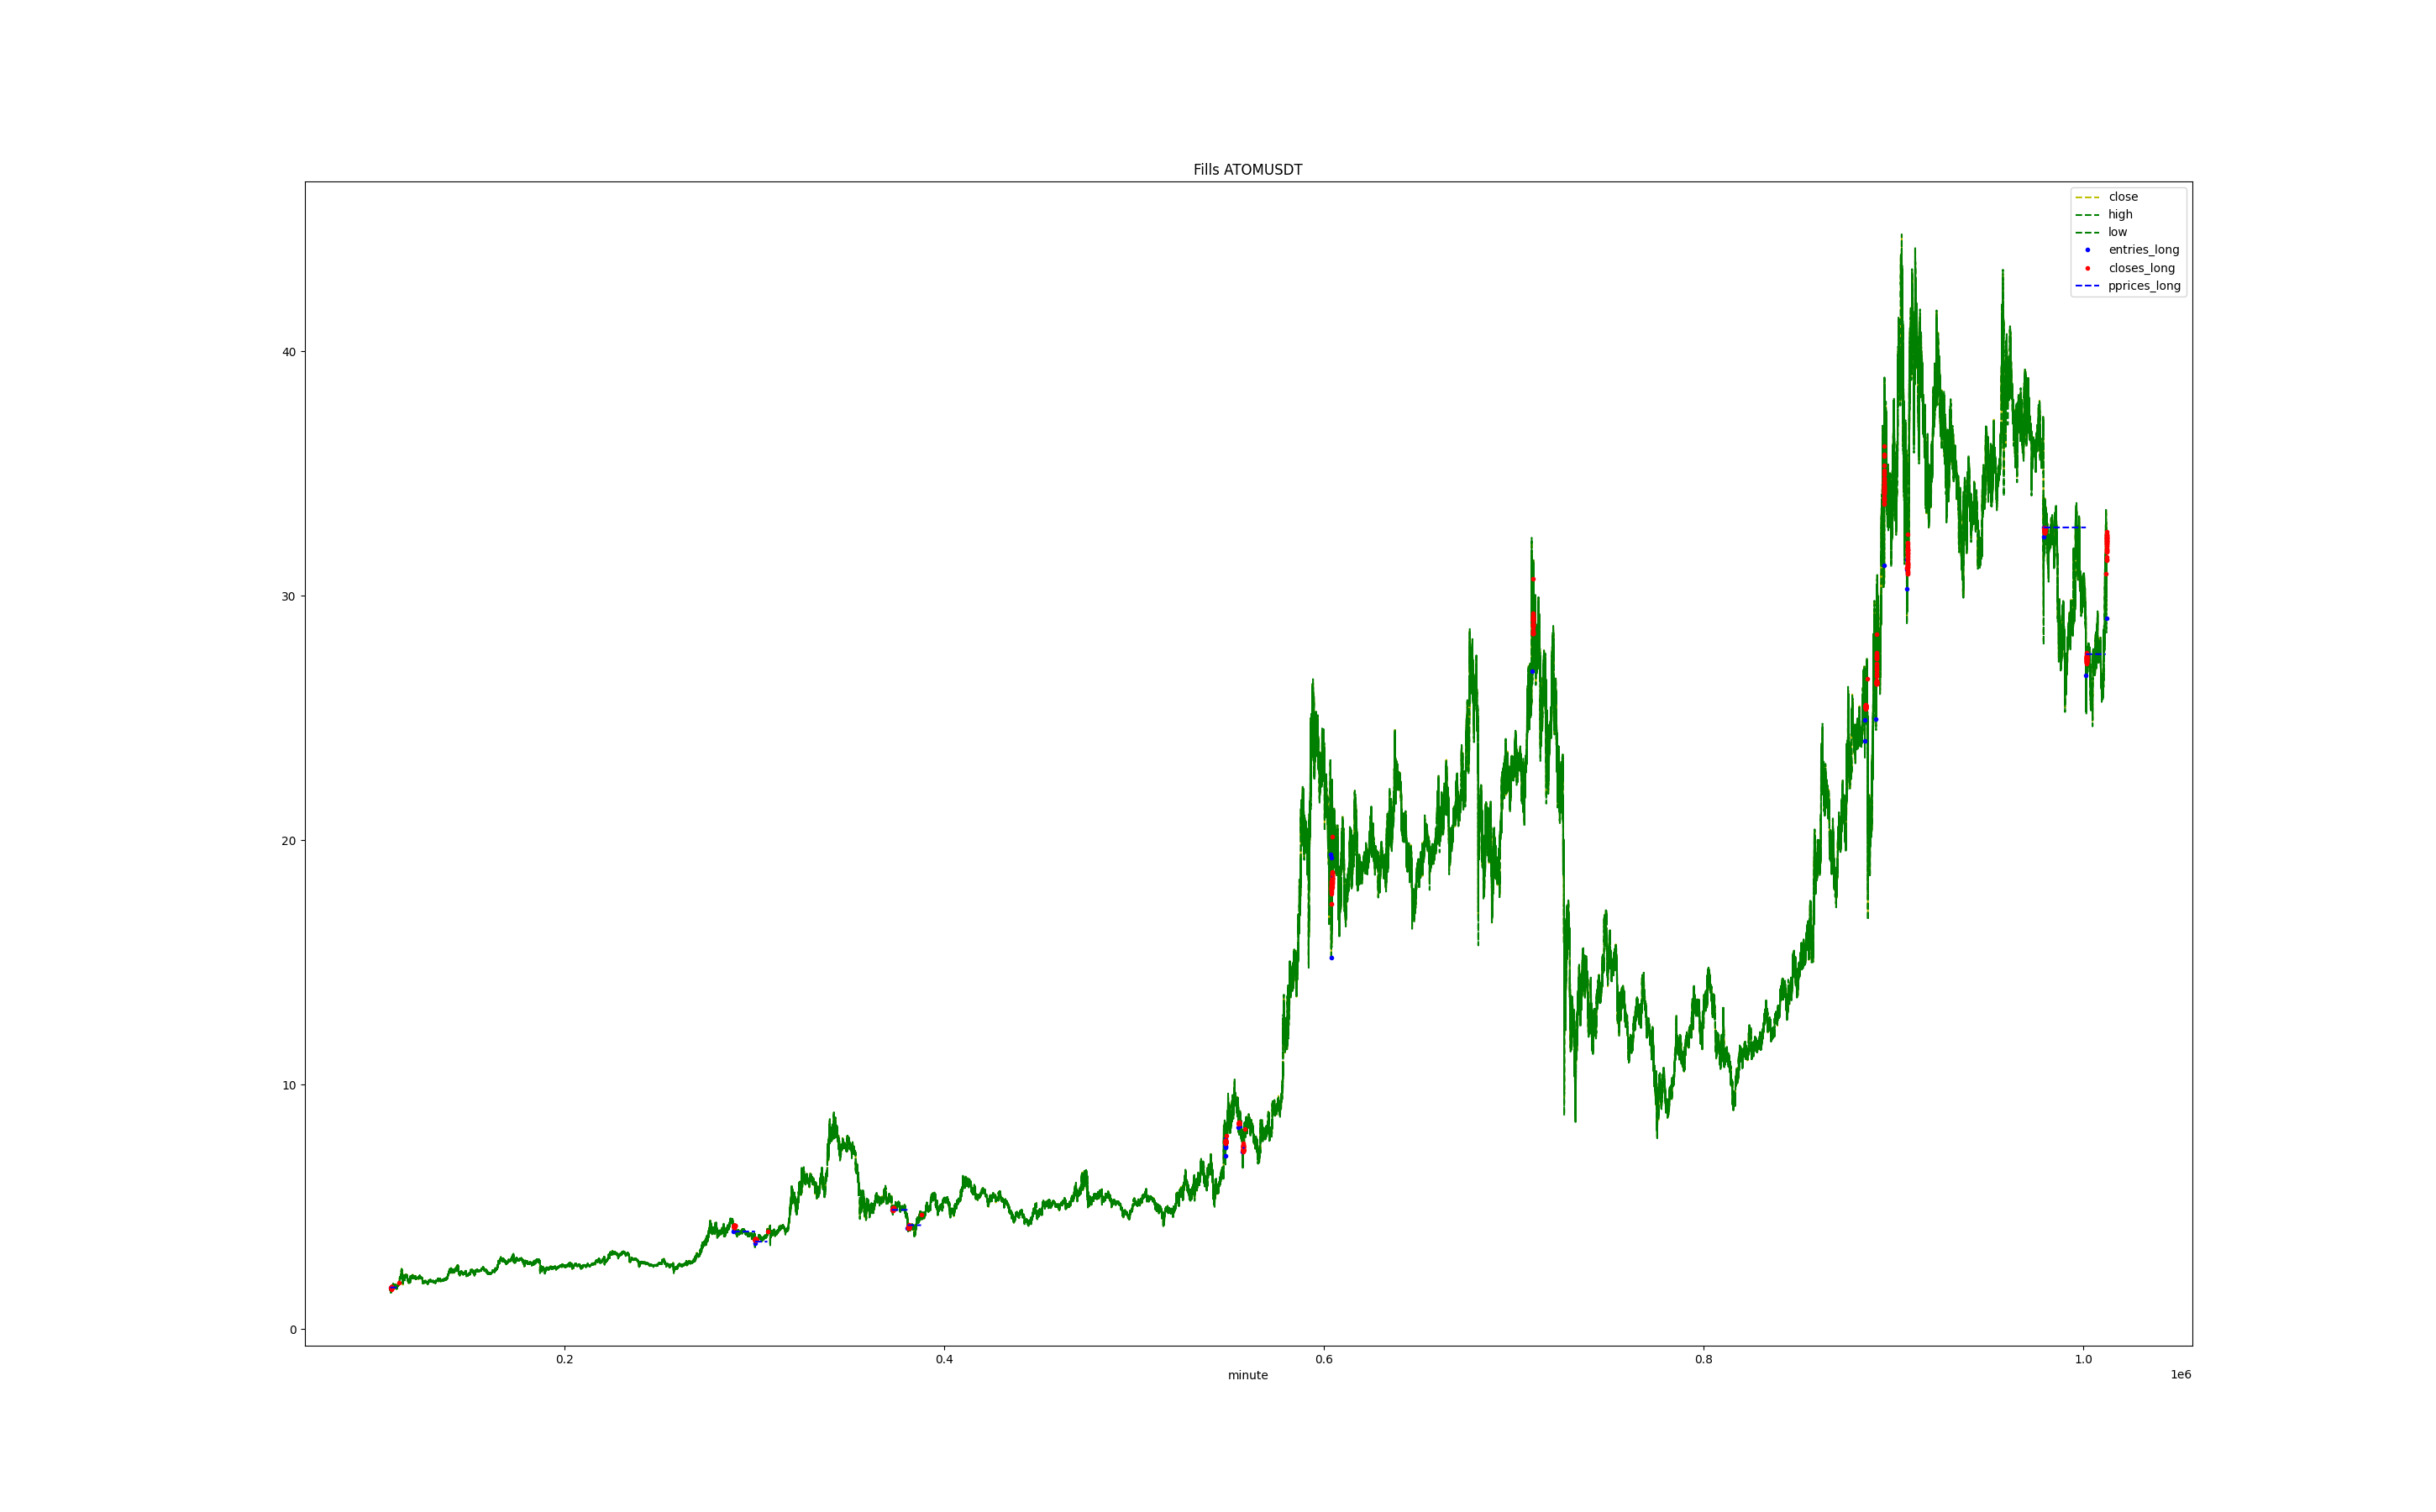 Fills ATOMUSDT
close
high
low
entries_long
closes_long
pprices_long
40
30
20
10
0
0.2 0.4 0.6 0.8 1.0
minute
1e6